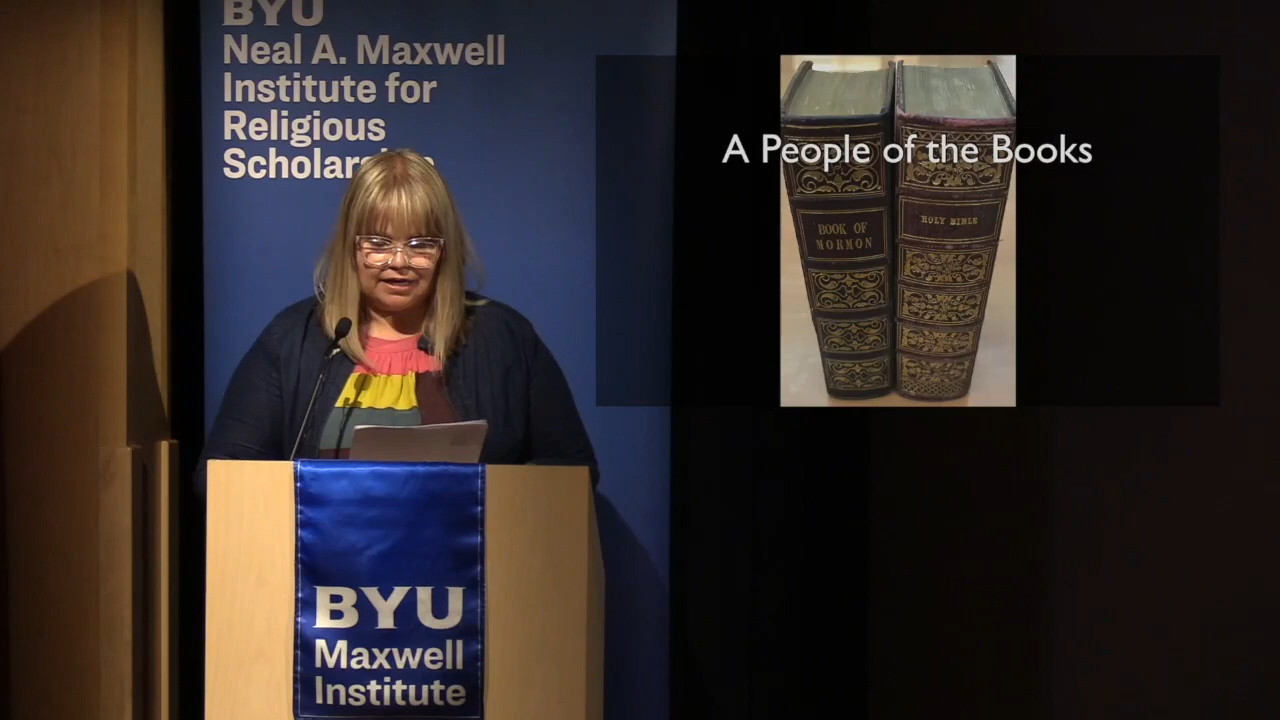 BYU
Neal A. Maxwell
Institute for
Religious
A People of the Books
BOOK OF
MORMON
HOLY BIBLE
BYU
Maxwell
Institute